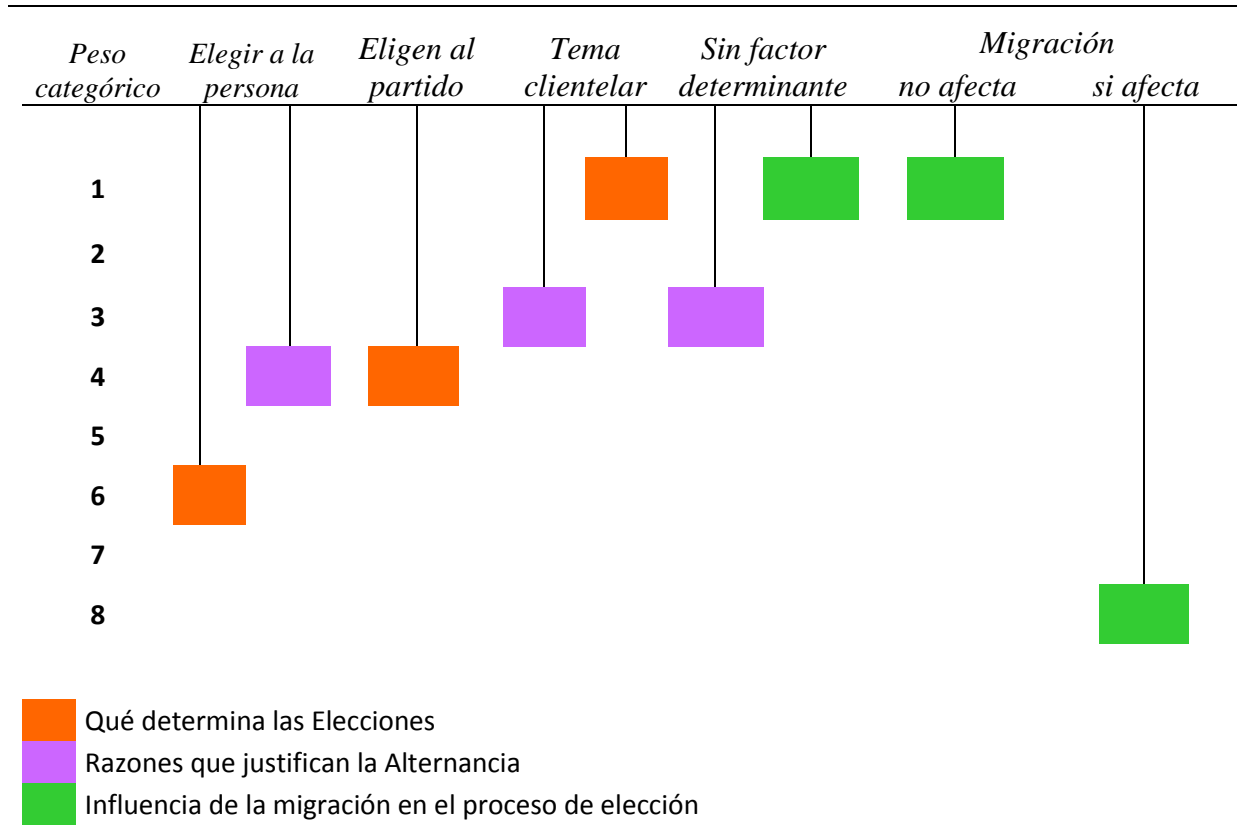 Peso categórico
Elegir a la persona
Eligen al partido
Tema clientelar
Sin factor determinante
Migración
no afecta
si afecta
1
2
3
4
5
6
7
8
Qué determina las Elecciones
Razones que justifican la Alternancia
Influencia de la migración en el proceso de elección